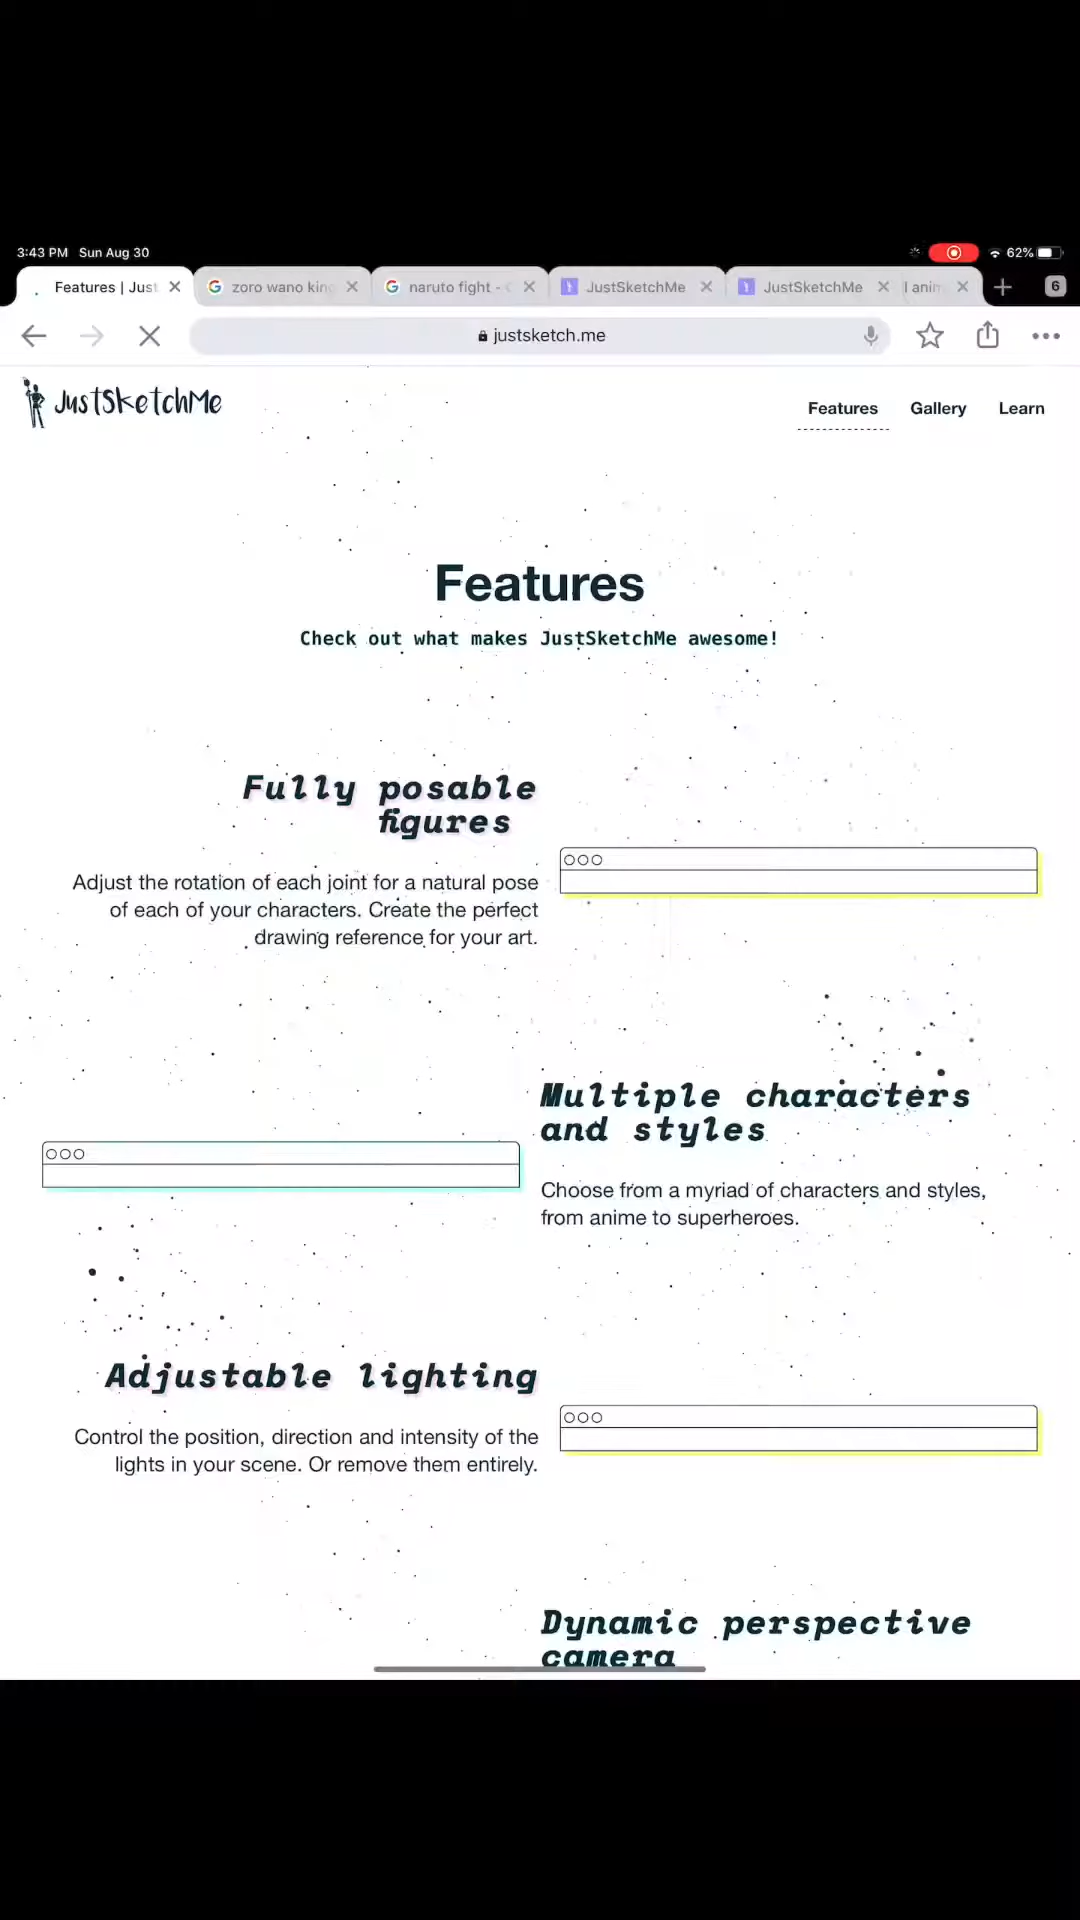 3:43 PM Sun Aug 30
62%
Features | Just
zoro wano king
naruto fight -
JustSketchMe
JustSketchMe
l anim
6
justsketch.me
JustSketchMe
Features
Gallery
Learn
Features
Check out what makes JustSketchMe awesome!
Fully posable
figures
Adjust the rotation of each joint for a natural pose
of each of your characters. Create the perfect
drawing reference for your art.
Multiple characters
and styles
Choose from a myriad of characters and styles,
from anime to superheroes.
Adjustable lighting
Control the position, direction and intensity of the
lights in your scene. Or remove them entirely.
Dynamic perspective
camera